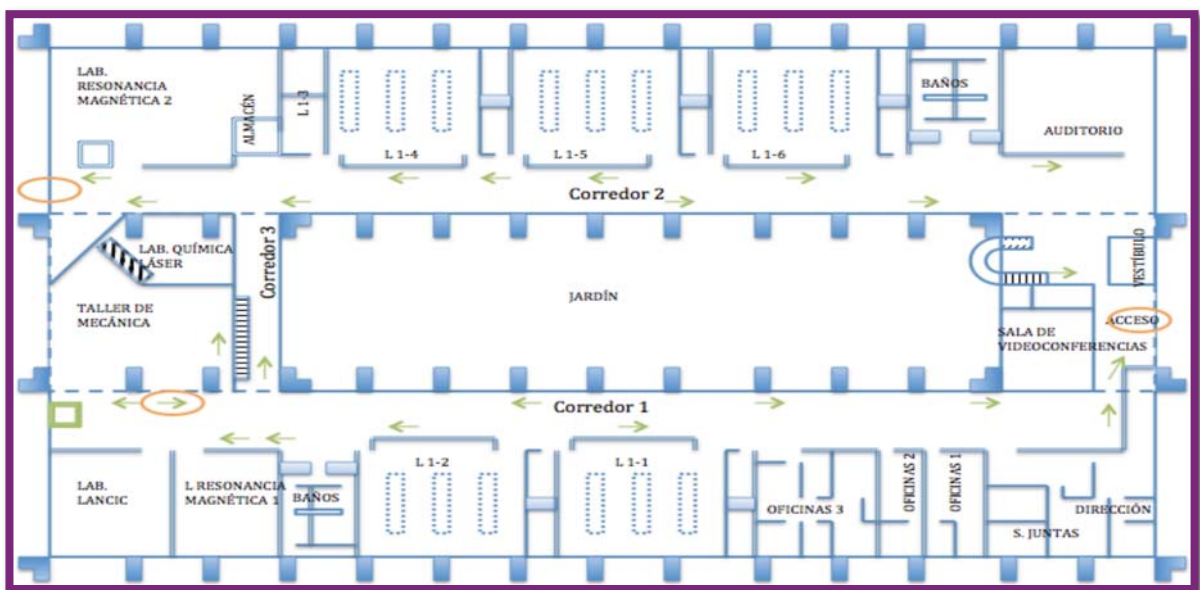 LAB.
RESONANCIA
MAGNÉTICA 2
ALMACÉN
L 1-3
L 1-4
L 1-5
L 1-6
BAÑOS
AUDITORIO
Corredor 2
LAB. QUÍMICA
LÁSER
Corredor 3
TALLER DE
MECÁNICA
JARDÍN
VESTÍBULO
ACCESO
SALA DE
VIDEOCONFERENCIAS
Corredor 1
LAB.
LANCIC
L RESONANCIA
MAGNÉTICA 1
BAÑOS
L 1-2
L 1-1
OFICINAS 3
OFICINAS 2
OFICINAS 1
S. JUNTAS
DIRECCIÓN